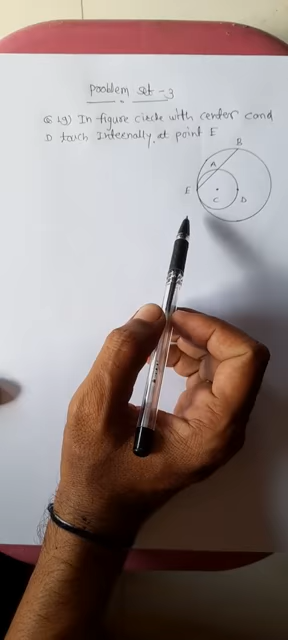 Problem set - 3
Q 19) In figure circle with center c and
D touch Internally at point E
B
A
E
C
D